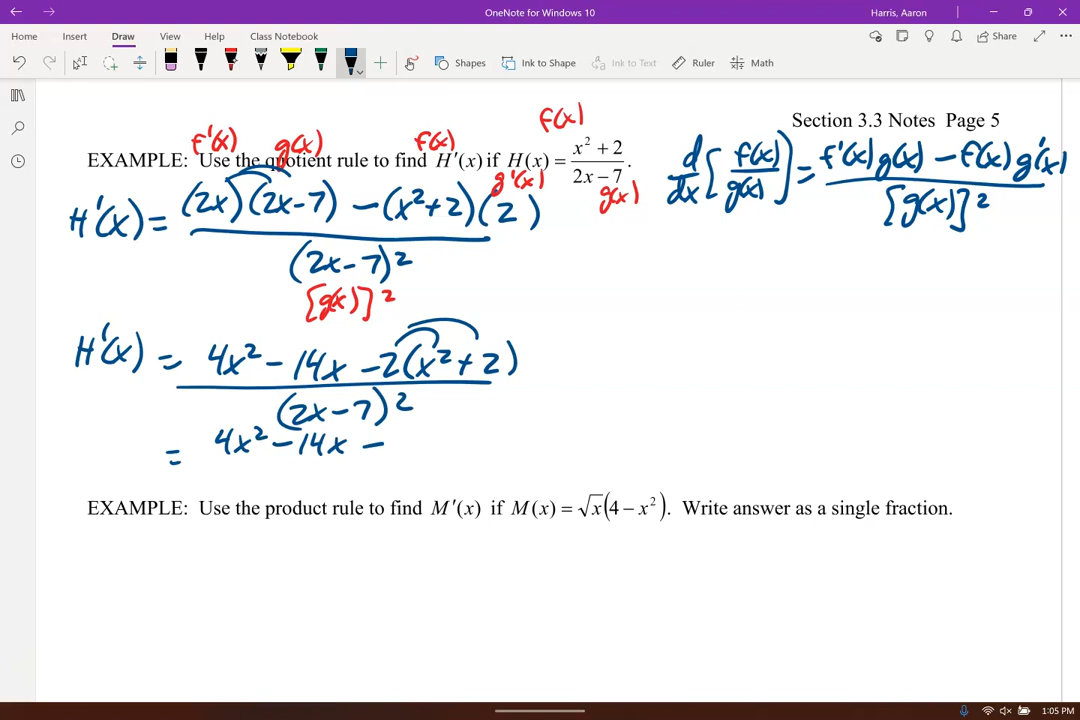 OneNote for Windows 10
Harris, Aaron
Home Insert Draw View Help Class Notebook Share
Shapes Ink to Shape Ink to Text Ruler Math
Section 3.3 Notes Page 5
f'(x) g(x) f(x) f(x)
EXAMPLE: Use the quotient rule to find H′(x) if H(x) = (x² + 2)/(2x − 7).
g'(x) g(x)
d/dx [f(x)/g(x)] = (f'(x)g(x) − f(x)g'(x))/[g(x)]²
H'(x) = ((2x)(2x−7) − (x²+2)(2))/(2x−7)²
[g(x)]²
H'(x) = (4x² − 14x − 2(x²+2))/(2x−7)²
= 4x² − 14x −
EXAMPLE: Use the product rule to find M′(x) if M(x) = √x(4 − x²). Write answer as a single fraction.
1:05 PM